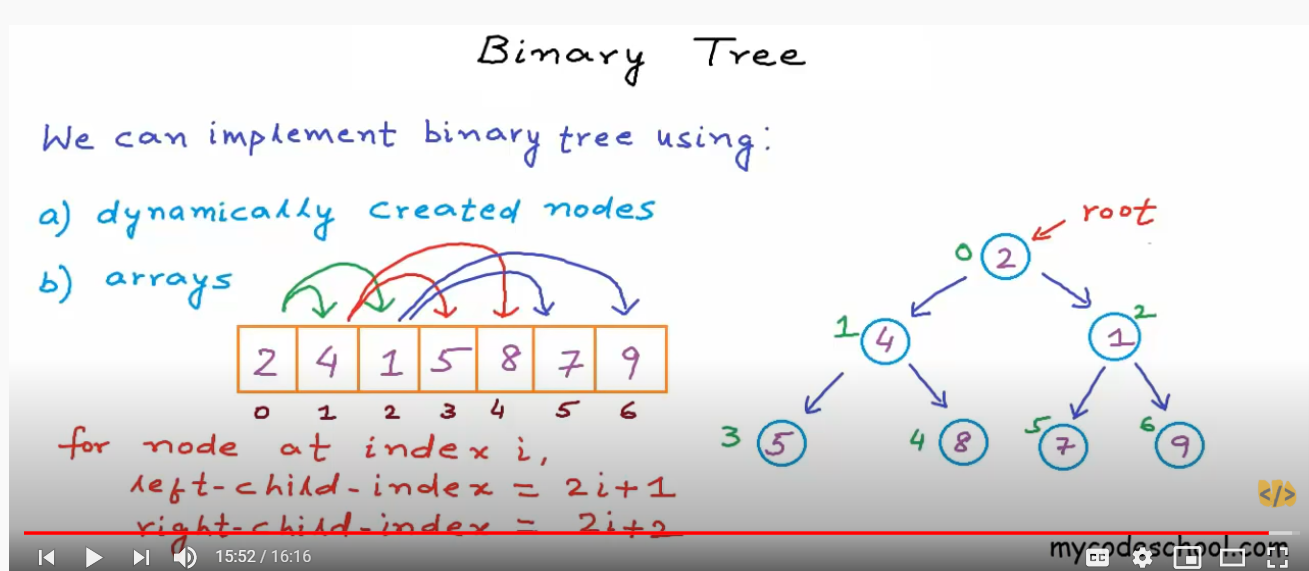 Binary Tree
We can implement binary tree using:
a) dynamically created nodes
b) arrays
2 4 1 5 8 7 9
0 1 2 3 4 5 6
for node at index i,
left-child-index = 2i+1
right-child-index = 2i+2
root
0 2
1 4
1 2
3 5
4 8
5 7
6 9
</>
15:52 / 16:16
mycodeschool.com
CC